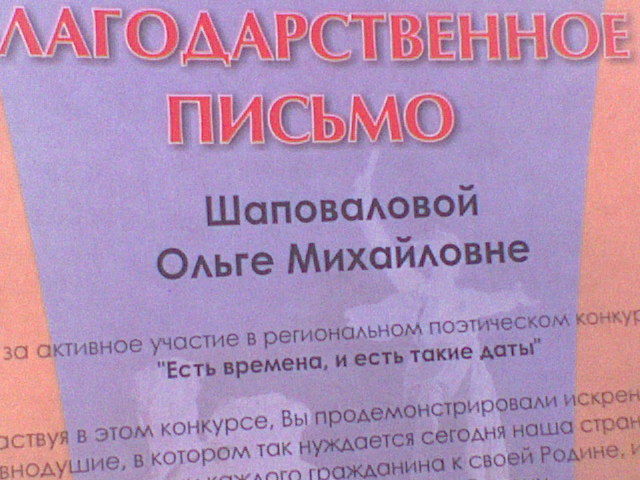 ЛАГОДАРСТВЕННОЕ
ПИСЬМО
Шаповаловой
Ольге Михайловне
за активное участие в региональном поэтическом конкур
"Есть времена, и есть такие даты"
аствуя в этом конкурсе, Вы продемонстрировали искрен
внодушие, в котором так нуждается сегодня наша стран
каждого гражданина к своей Родине, и